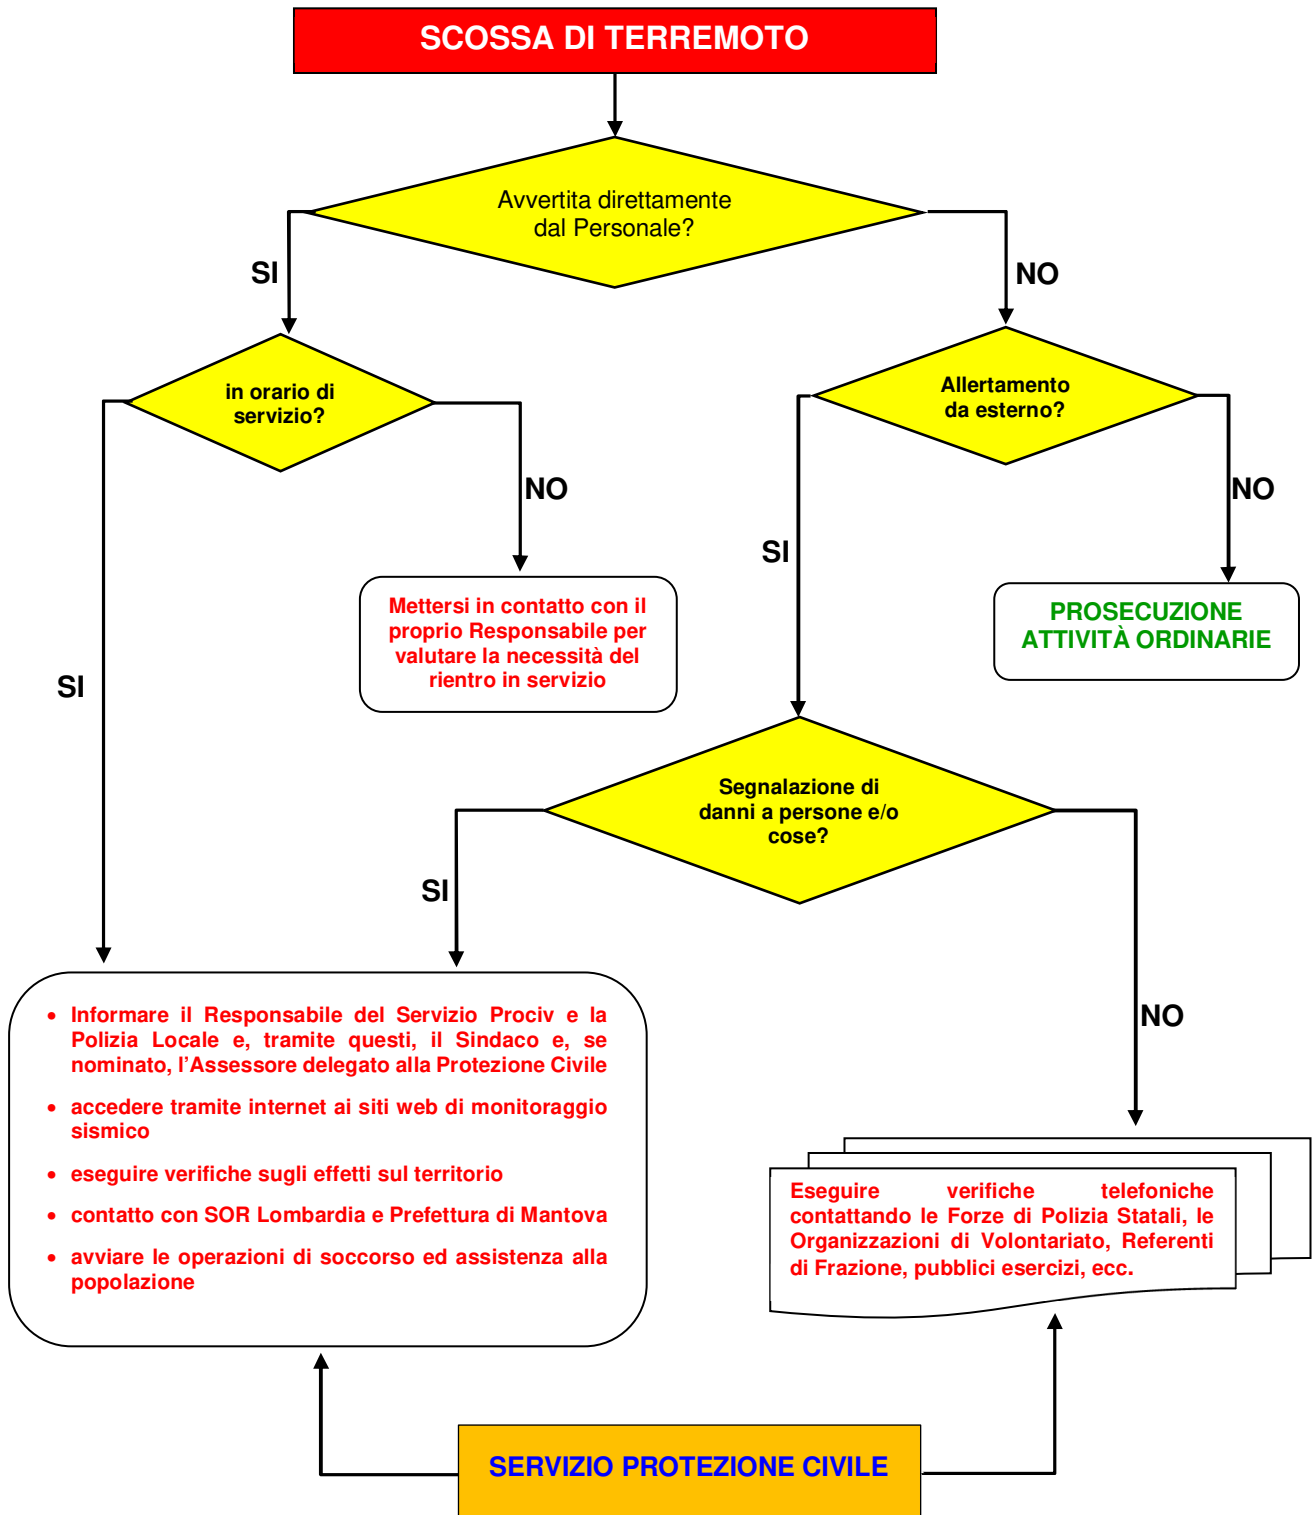 SCOSSA DI TERREMOTO
Avvertita direttamente
dal Personale?
SI
NO
in orario di
servizio?
Allertamento
da esterno?
NO
NO
SI
Mettersi in contatto con il
proprio Responsabile per
valutare la necessità del
rientro in servizio
PROSECUZIONE
ATTIVITÀ ORDINARIE
SI
Segnalazione di
danni a persone e/o
cose?
SI
NO
• Informare il Responsabile del Servizio Prociv e la
Polizia Locale e, tramite questi, il Sindaco e, se
nominato, l'Assessore delegato alla Protezione Civile
• accedere tramite internet ai siti web di monitoraggio
sismico
• eseguire verifiche sugli effetti sul territorio
• contatto con SOR Lombardia e Prefettura di Mantova
• avviare le operazioni di soccorso ed assistenza alla
popolazione
Eseguire verifiche telefoniche
contattando le Forze di Polizia Statali, le
Organizzazioni di Volontariato, Referenti
di Frazione, pubblici esercizi, ecc.
SERVIZIO PROTEZIONE CIVILE